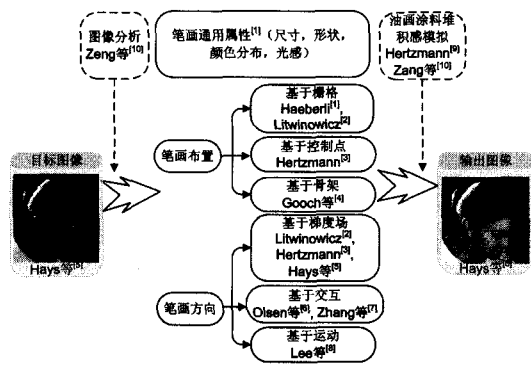 图像分析
Zeng等[10]
笔画通用属性[1](尺寸, 形状,
颜色分布, 光感)
油画涂料堆
积感模拟
Hertzmann[9]
Zang等[10]
目标图像
Hays等[5]
笔画布置
基于栅格
Haeberli[1],
Litwinowicz[2]
基于控制点
Hertzmann[3]
基于骨架
Gooch等[4]
笔画方向
基于梯度场
Litwinowicz[2],
Hertzmann[3],
Hays等[5]
基于交互
Olsen等[6], Zhang等[7]
基于运动
Lee等[8]
输出图像
Hays等[5]